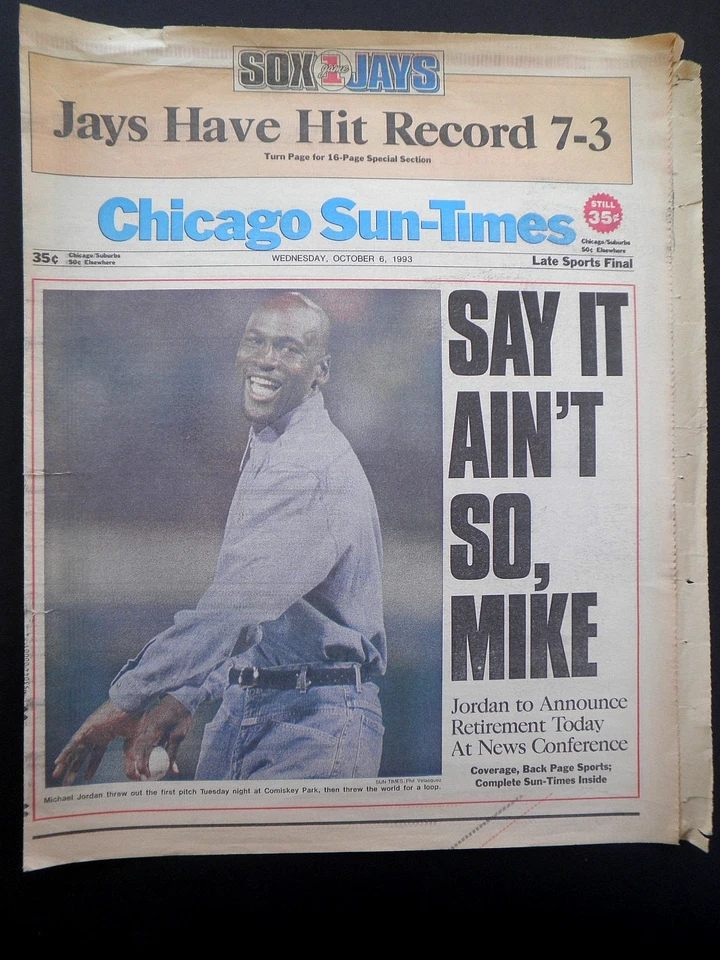 SOX game 1 JAYS
Jays Have Hit Record 7-3
Turn Page for 16-Page Special Section
Chicago Sun-Times
STILL
35¢
Chicago/Suburbs
50¢ Elsewhere
35¢
Chicago/Suburbs
50¢ Elsewhere
WEDNESDAY, OCTOBER 6, 1993
Late Sports Final
SAY IT
AIN'T
SO,
MIKE
Jordan to Announce
Retirement Today
At News Conference
Coverage, Back Page Sports;
Complete Sun-Times Inside
SUN-TIMES/Phil Velasquez
Michael Jordan threw out the first pitch Tuesday night at Comiskey Park, then threw the world for a loop.